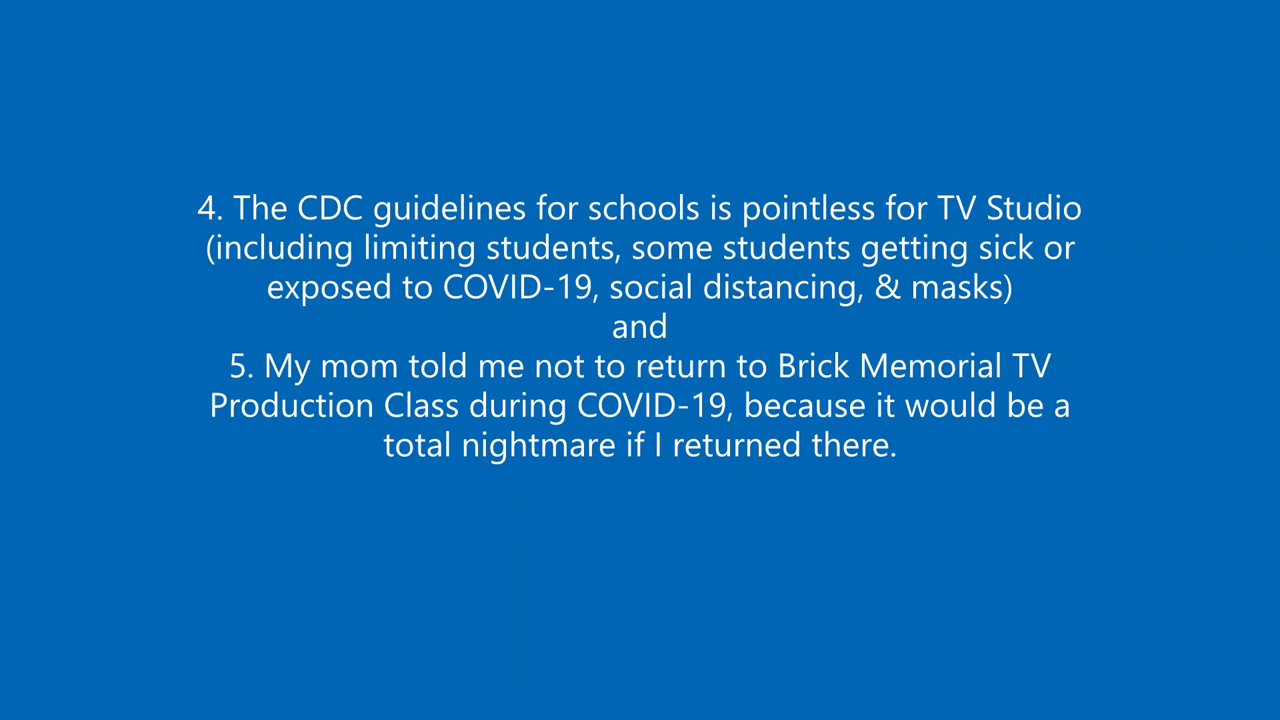 4. The CDC guidelines for schools is pointless for TV Studio
(including limiting students, some students getting sick or
exposed to COVID-19, social distancing, & masks)
and
5. My mom told me not to return to Brick Memorial TV
Production Class during COVID-19, because it would be a
total nightmare if I returned there.